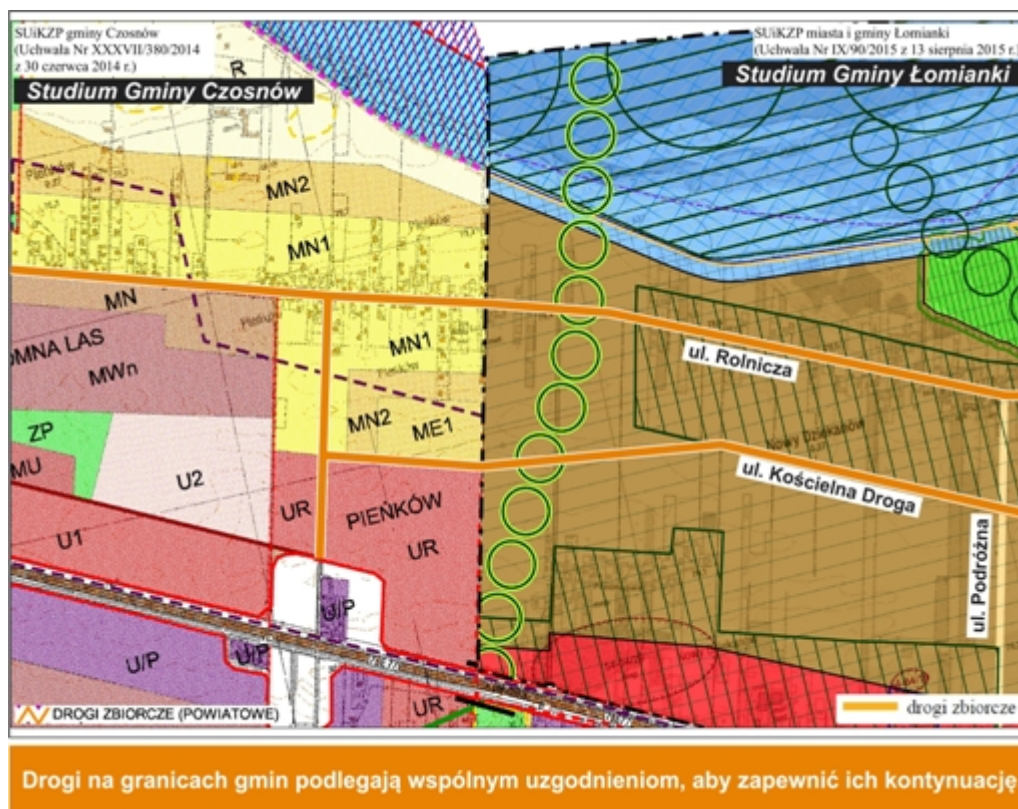 SUiKZP gminy Czosnów
(Uchwała Nr XXXVII/380/2014
z 30 czerwca 2014 r.)
Studium Gminy Czosnów
SUiKZP miasta i gminy Łomianki
(Uchwała Nr IX/90/2015 z 13 sierpnia 2015 r.)
Studium Gminy Łomianki
R
MN2
MN1
MN
OMNA LAS
MWn
MN1
MN2
ME1
ZP
MU
U2
UR
PIEŃKÓW
UR
U1
U/P
U/P
U/P
UR
ul. Rolnicza
Nowy Dziekanów
ul. Kościelna Droga
ul. Podróżna
DROGI ZBIORCZE (POWIATOWE)
drogi zbiorcze
Drogi na granicach gmin podlegają wspólnym uzgodnieniom, aby zapewnić ich kontynuację